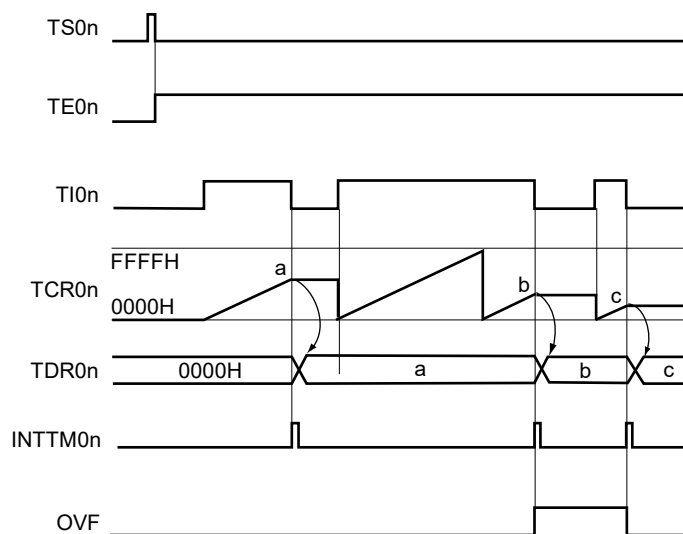 TS0n
TE0n
TI0n
FFFFH
a
TCR0n
b
c
0000H
TDR0n
0000H
a
b
c
INTTM0n
OVF